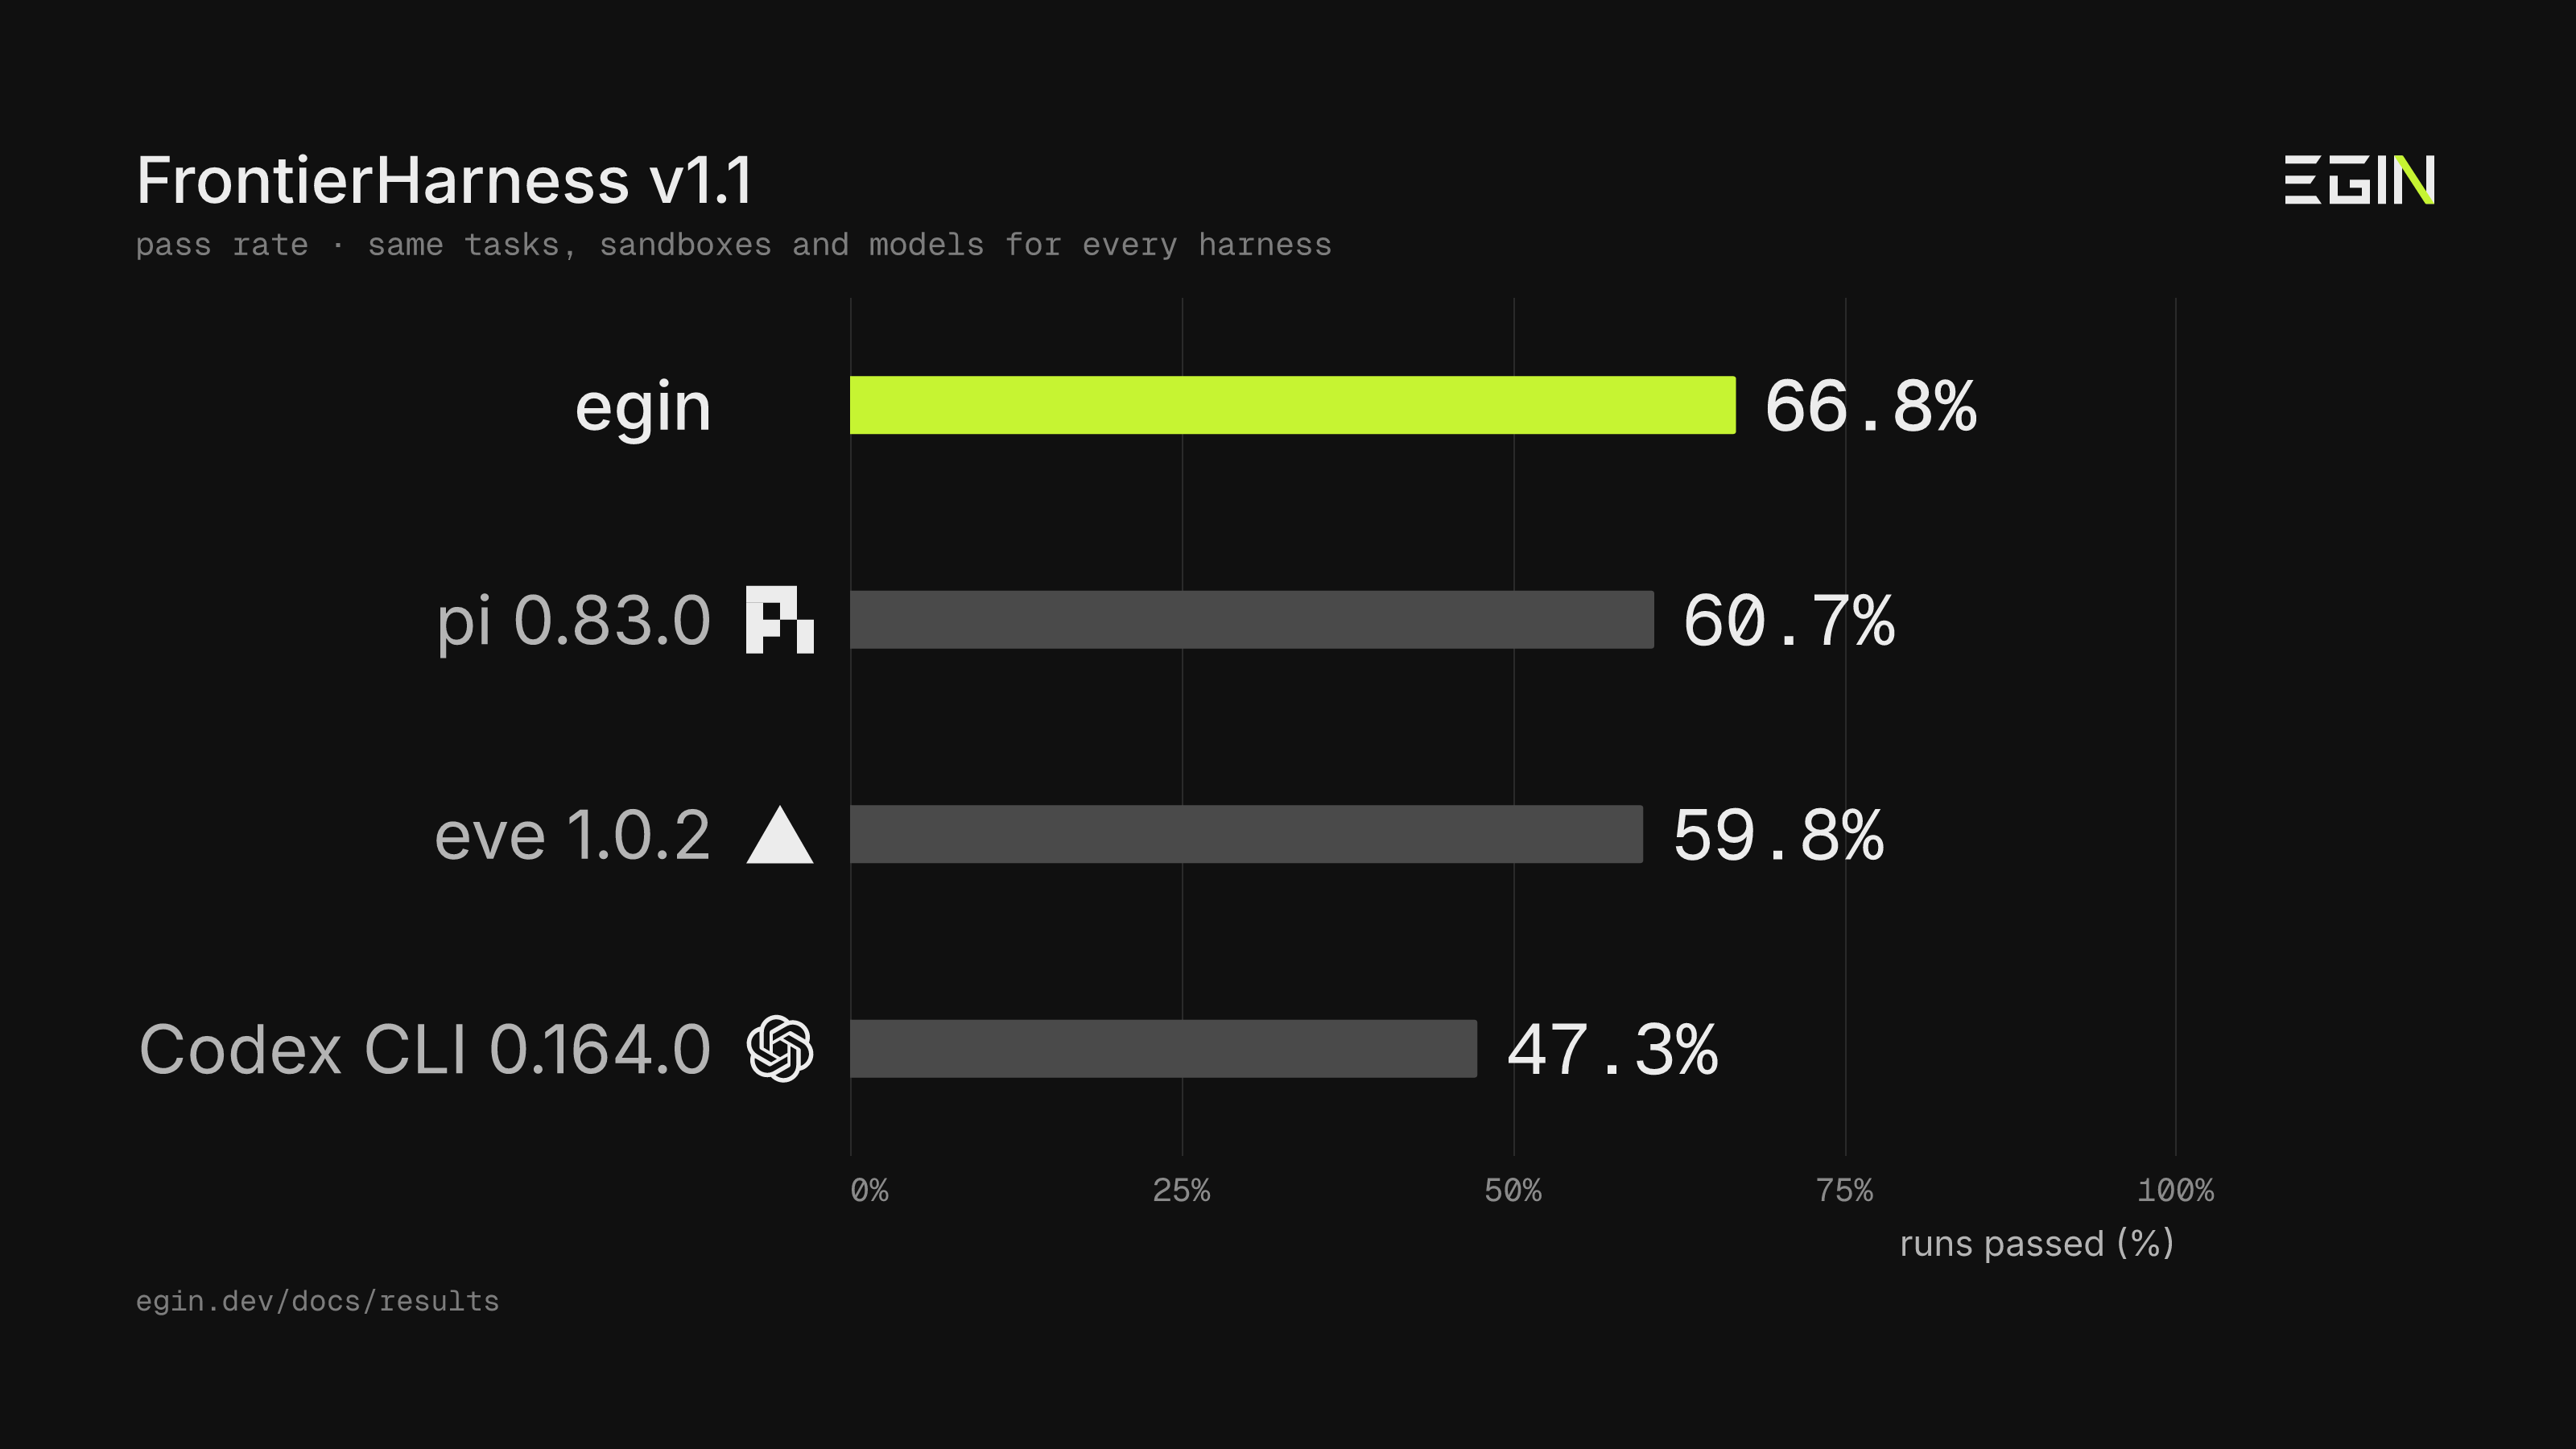 FrontierHarness v1.1
EGIN
pass rate · same tasks, sandboxes and models for every harness
egin 66.8%
pi 0.83.0 60.7%
eve 1.0.2 59.8%
Codex CLI 0.164.0 47.3%
0% 25% 50% 75% 100%
runs passed (%)
egin.dev/docs/results